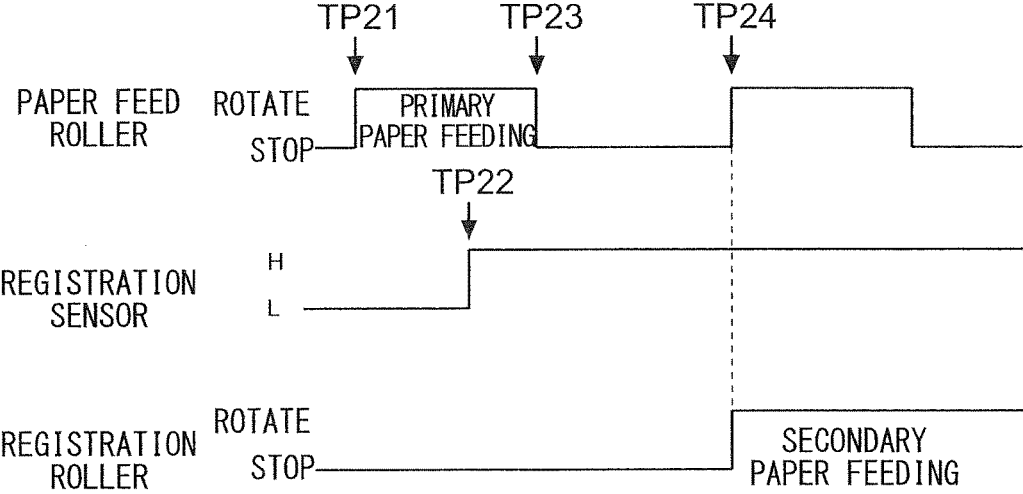 TP21 TP23 TP24
PAPER FEED
ROLLER
ROTATE
STOP
PRIMARY
PAPER FEEDING
TP22
REGISTRATION
SENSOR
H
L
REGISTRATION
ROLLER
ROTATE
STOP
SECONDARY
PAPER FEEDING